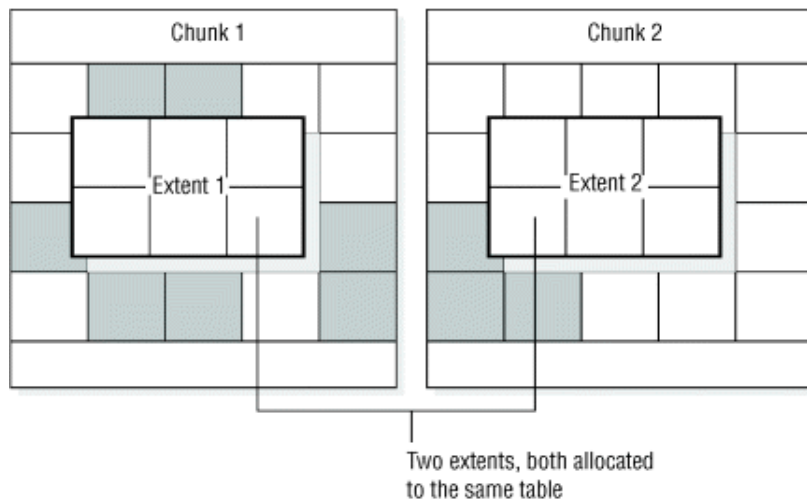 Chunk 1
Chunk 2
Extent 1
Extent 2
Two extents, both allocated
to the same table